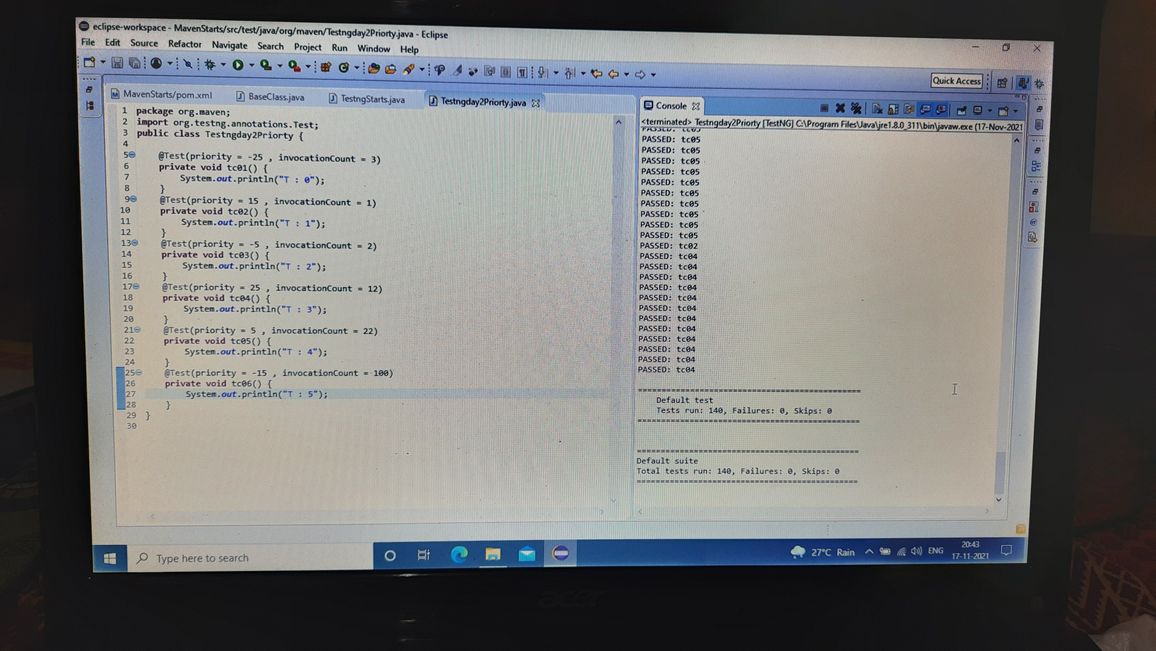 eclipse-workspace - MavenStarts/src/test/java/org/maven/Testngday2Priorty.java - Eclipse
File Edit Source Refactor Navigate Search Project Run Window Help
Quick Access
MavenStarts/pom.xml BaseClass.java TestngStarts.java Testngday2Priorty.java
1 package org.maven;
2 import org.testng.annotations.Test;
3 public class Testngday2Priorty {
4
5 @Test(priority = -25 , invocationCount = 3)
6 private void tc01() {
7 System.out.println("T : 0");
8 }
9 @Test(priority = 15 , invocationCount = 1)
10 private void tc02() {
11 System.out.println("T : 1");
12 }
13 @Test(priority = -5 , invocationCount = 2)
14 private void tc03() {
15 System.out.println("T : 2");
16 }
17 @Test(priority = 25 , invocationCount = 12)
18 private void tc04() {
19 System.out.println("T : 3");
20 }
21 @Test(priority = 5 , invocationCount = 22)
22 private void tc05() {
23 System.out.println("T : 4");
24 }
25 @Test(priority = -15 , invocationCount = 100)
26 private void tc06() {
27 System.out.println("T : 5");
28 }
29 }
30
Console
<terminated> Testngday2Priorty [TestNG] C:\Program Files\Java\jre1.8.0_311\bin\javaw.exe (17-Nov-2021
PASSED: tc05
PASSED: tc05
PASSED: tc05
PASSED: tc05
PASSED: tc05
PASSED: tc05
PASSED: tc05
PASSED: tc05
PASSED: tc05
PASSED: tc05
PASSED: tc05
PASSED: tc02
PASSED: tc04
PASSED: tc04
PASSED: tc04
PASSED: tc04
PASSED: tc04
PASSED: tc04
PASSED: tc04
PASSED: tc04
PASSED: tc04
PASSED: tc04
PASSED: tc04
PASSED: tc04
===============================================
Default test
Tests run: 140, Failures: 0, Skips: 0
===============================================
===============================================
Default suite
Total tests run: 140, Failures: 0, Skips: 0
===============================================
Type here to search
27°C Rain
ENG
20:43
17-11-2021
acer